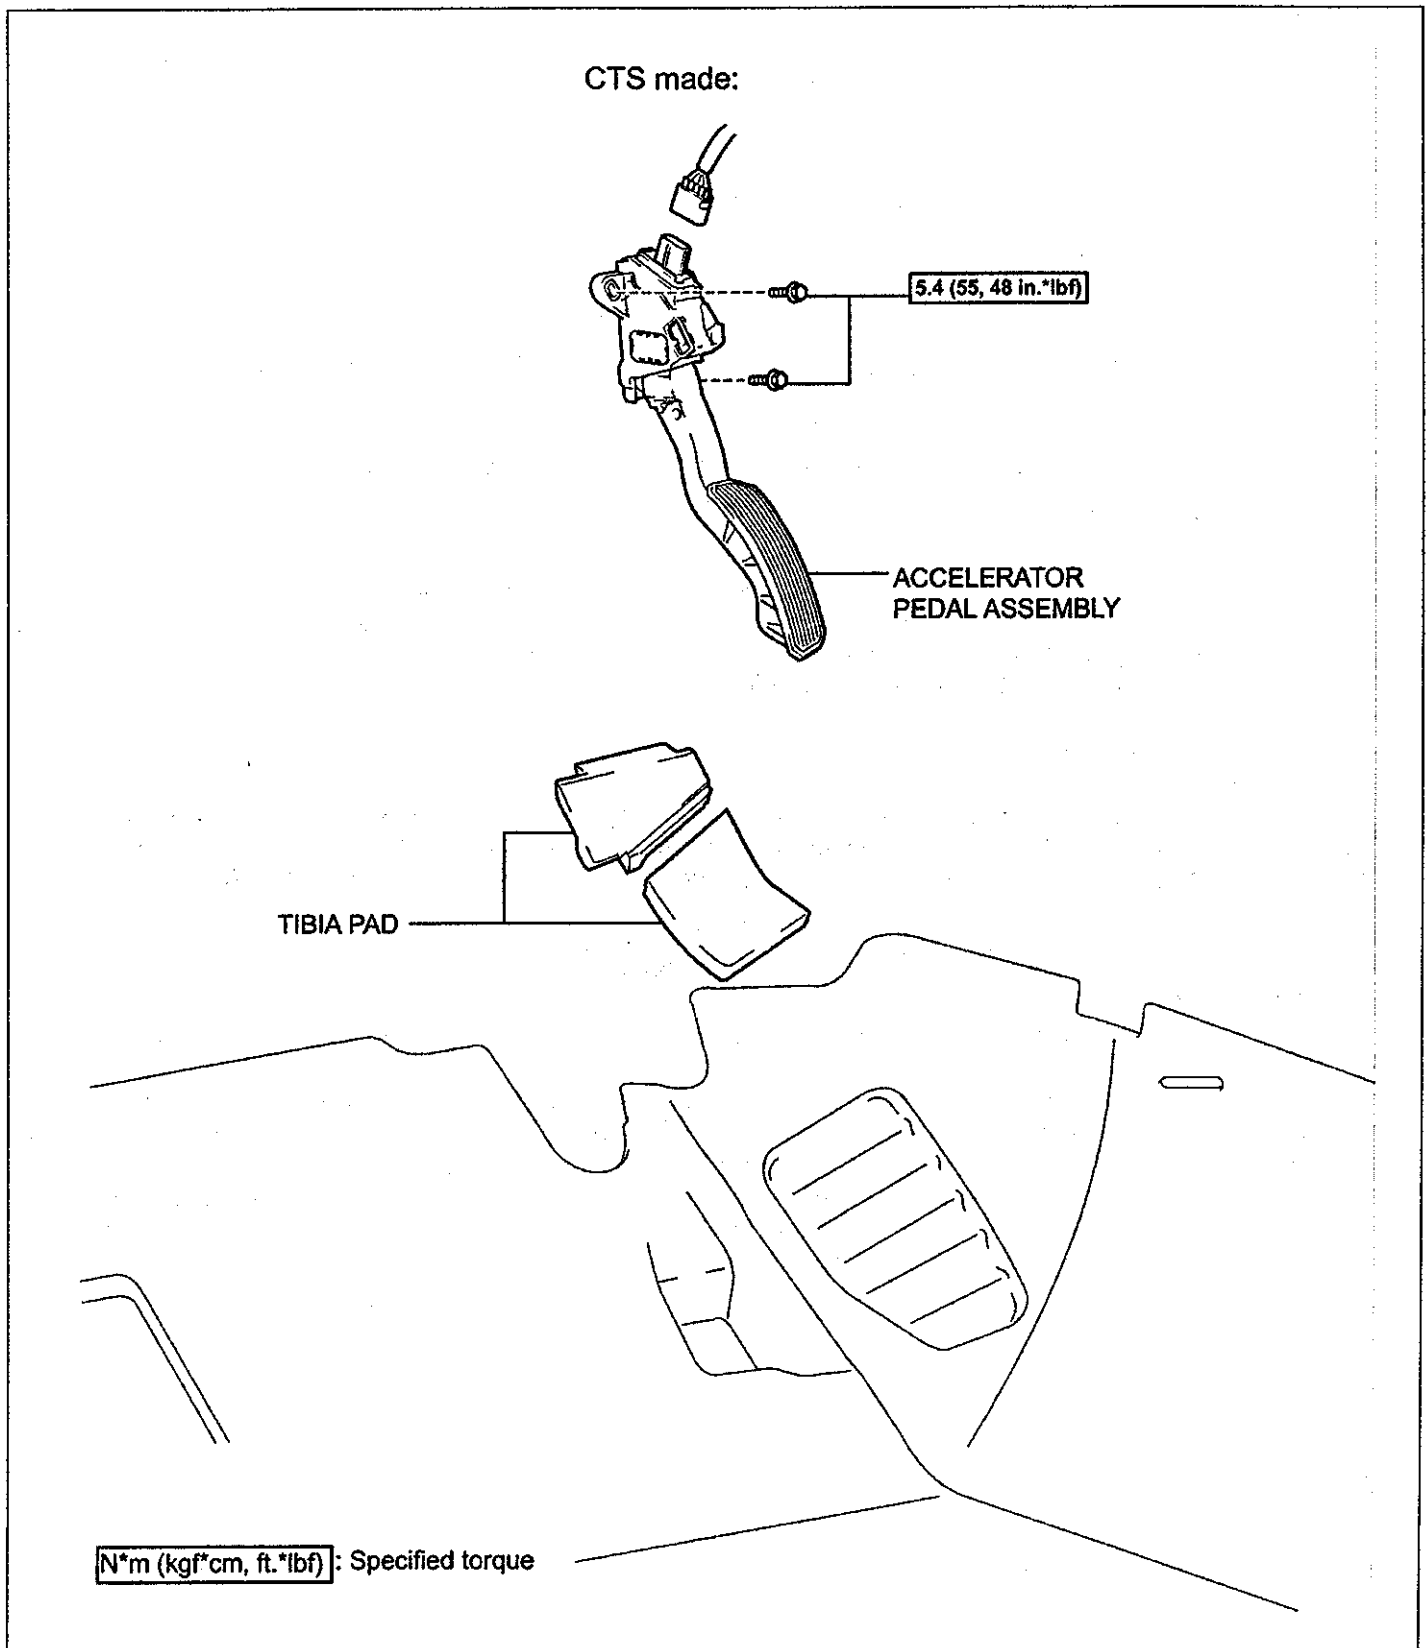 CTS made:
5.4 (55, 48 in.*lbf)
ACCELERATOR
PEDAL ASSEMBLY
TIBIA PAD
N*m (kgf*cm, ft.*lbf) : Specified torque